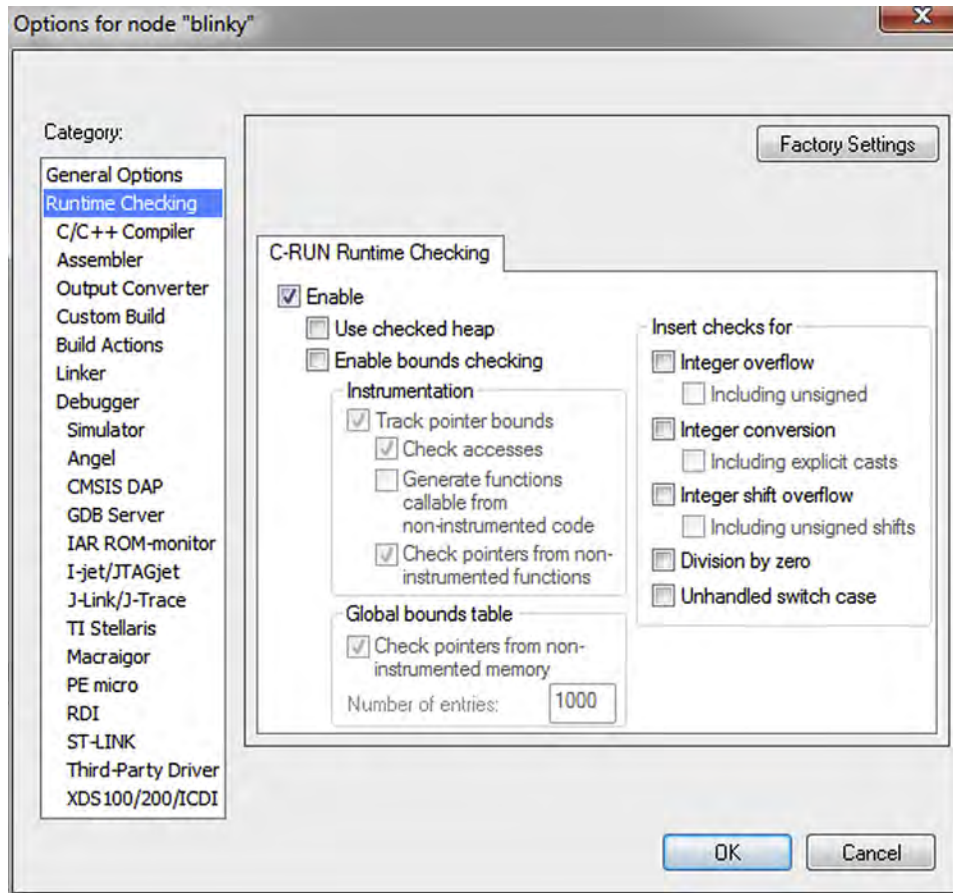 Options for node "blinky"
Category:
General Options
Runtime Checking
C/C++ Compiler
Assembler
Output Converter
Custom Build
Build Actions
Linker
Debugger
Simulator
Angel
CMSIS DAP
GDB Server
IAR ROM-monitor
I-jet/JTAGjet
J-Link/J-Trace
TI Stellaris
Macraigor
PE micro
RDI
ST-LINK
Third-Party Driver
XDS100/200/ICDI
Factory Settings
C-RUN Runtime Checking
Enable
Use checked heap
Enable bounds checking
Instrumentation
Track pointer bounds
Check accesses
Generate functions
callable from
non-instrumented code
Check pointers from non-
instrumented functions
Global bounds table
Check pointers from non-
instrumented memory
Number of entries: 1000
Insert checks for
Integer overflow
Including unsigned
Integer conversion
Including explicit casts
Integer shift overflow
Including unsigned shifts
Division by zero
Unhandled switch case
OK
Cancel